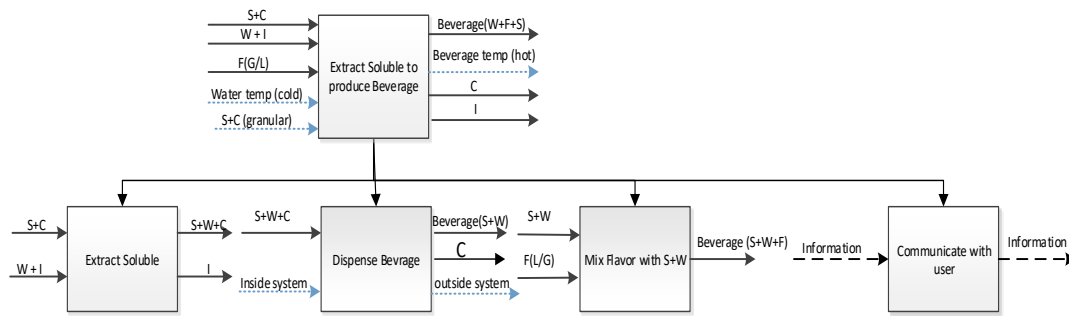 S+C
W + I
F(G/L)
Water temp (cold)
S+C (granular)
Extract Soluble to
produce Beverage
Beverage(W+F+S)
Beverage temp (hot)
C
I
S+C
W + I
Extract Soluble
S+W+C
I
S+W+C
Inside system
Dispense Bevrage
Beverage(S+W)
C
outside system
S+W
F(L/G)
Mix Flavor with S+W
Beverage (S+W+F)
Information
Communicate with
user
Information